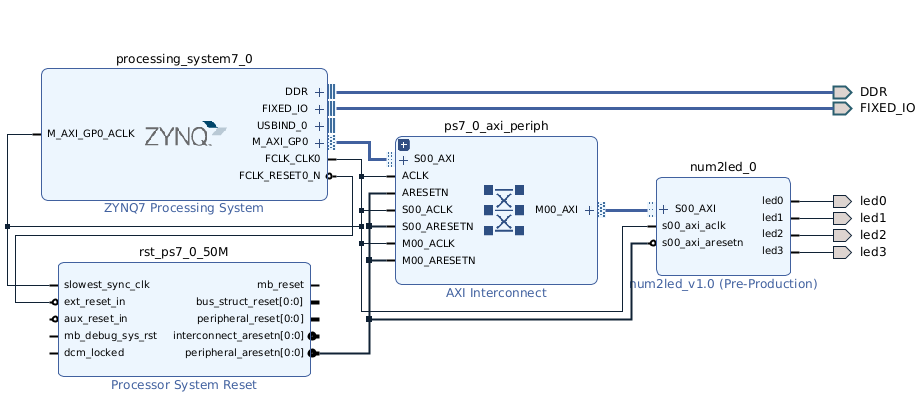 processing_system7_0
DDR
FIXED_IO
USBIND_0
M_AXI_GP0
FCLK_CLK0
FCLK_RESET0_N
M_AXI_GP0_ACLK
ZYNQ
ZYNQ7 Processing System
DDR
FIXED_IO
ps7_0_axi_periph
S00_AXI
ACLK
ARESETN
S00_ACLK
S00_ARESETN
M00_ACLK
M00_ARESETN
M00_AXI
AXI Interconnect
num2led_0
S00_AXI
s00_axi_aclk
s00_axi_aresetn
led0
led1
led2
led3
num2led_v1.0 (Pre-Production)
led0
led1
led2
led3
rst_ps7_0_50M
slowest_sync_clk
ext_reset_in
aux_reset_in
mb_debug_sys_rst
dcm_locked
mb_reset
bus_struct_reset[0:0]
peripheral_reset[0:0]
interconnect_aresetn[0:0]
peripheral_aresetn[0:0]
Processor System Reset